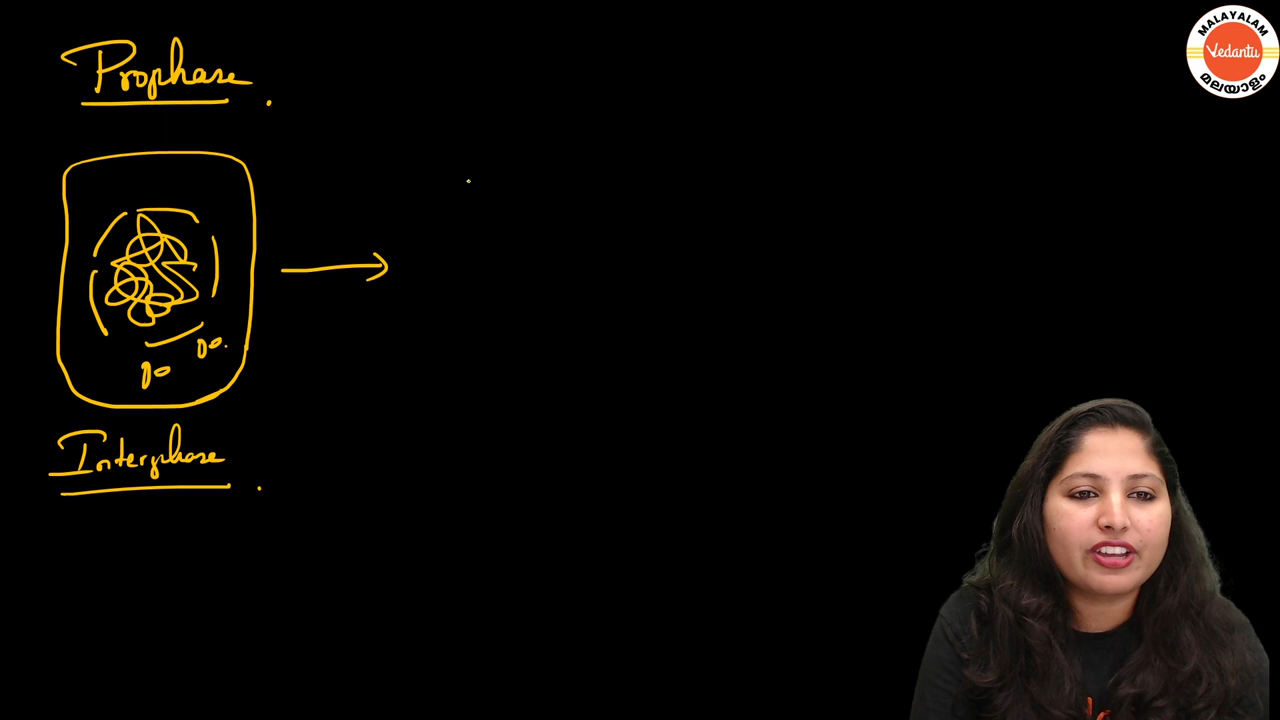 Prophase
Interphase
MALAYALAM
Vedantu
മലയാളം